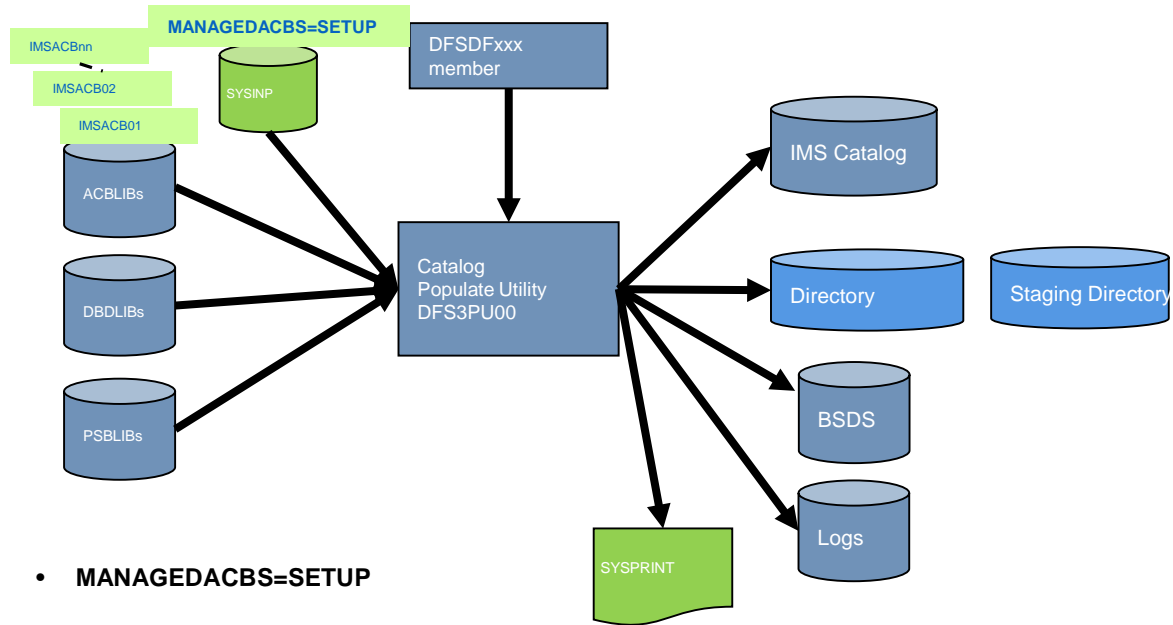 MANAGEDACBS=SETUP
IMSACBnn
IMSACB02
IMSACB01
SYSINP
DFSDFxxx
member
ACBLIBs
DBDLIBs
PSBLIBs
Catalog
Populate Utility
DFS3PU00
IMS Catalog
Directory
Staging Directory
BSDS
Logs
SYSPRINT
• MANAGEDACBS=SETUP